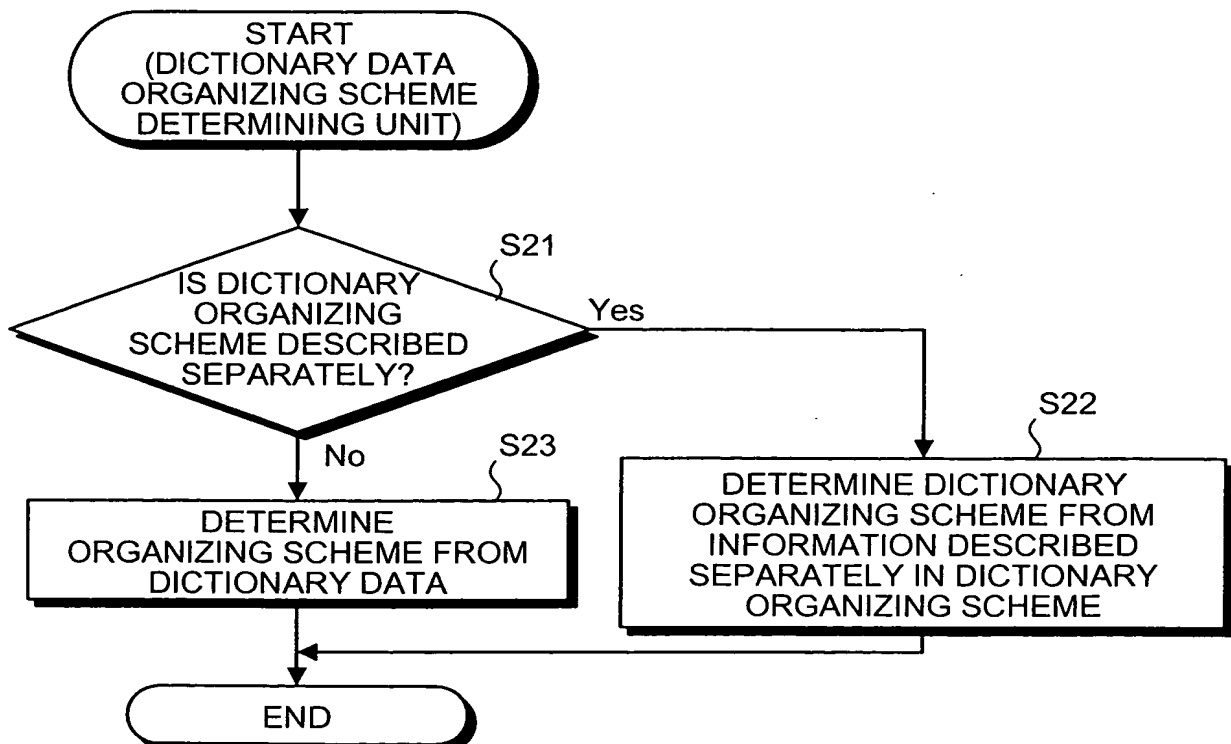 START
(DICTIONARY DATA
ORGANIZING SCHEME
DETERMINING UNIT)
S21
IS DICTIONARY
ORGANIZING
SCHEME DESCRIBED
SEPARATELY?
Yes
No
S23
DETERMINE
ORGANIZING SCHEME FROM
DICTIONARY DATA
S22
DETERMINE DICTIONARY
ORGANIZING SCHEME FROM
INFORMATION DESCRIBED
SEPARATELY IN DICTIONARY
ORGANIZING SCHEME
END